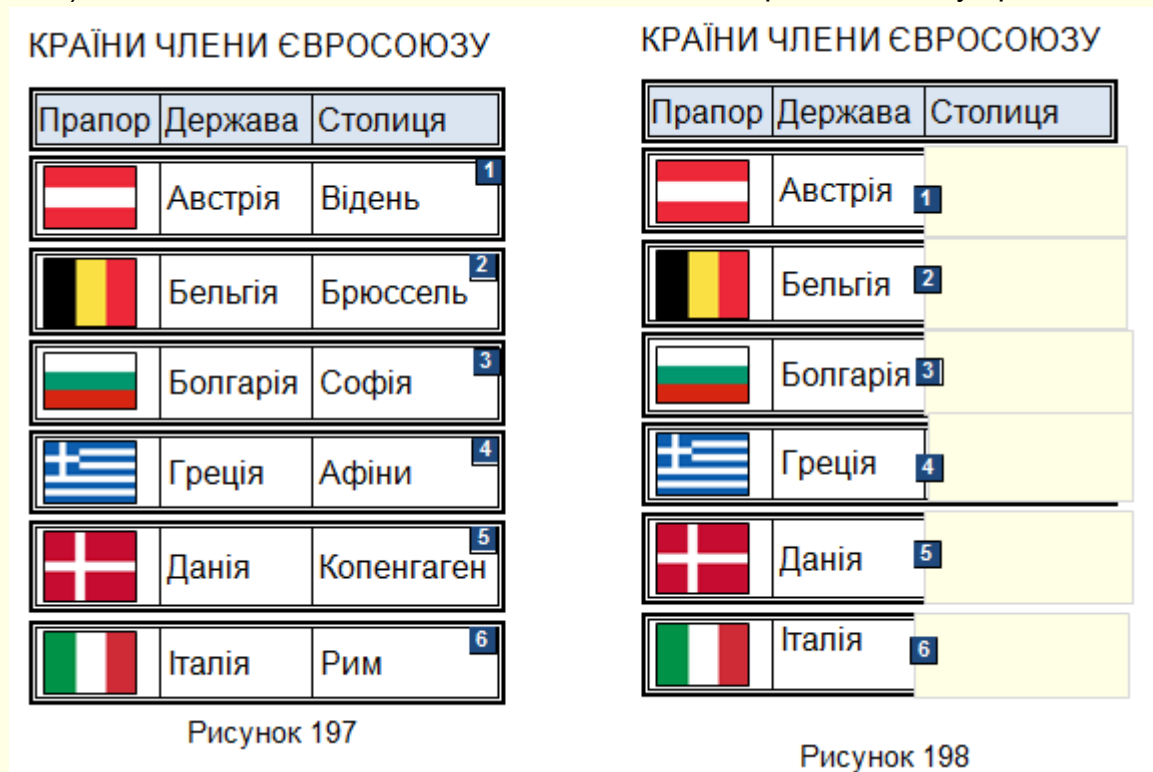 КРАЇНИ ЧЛЕНИ ЄВРОСОЮЗУ
Прапор Держава Столиця
Австрія Відень 1
Бельгія Брюссель 2
Болгарія Софія 3
Греція Афіни 4
Данія Копенгаген 5
Італія Рим 6
Рисунок 197
КРАЇНИ ЧЛЕНИ ЄВРОСОЮЗУ
Прапор Держава Столиця
Австрія 1
Бельгія 2
Болгарія 3
Греція 4
Данія 5
Італія 6
Рисунок 198